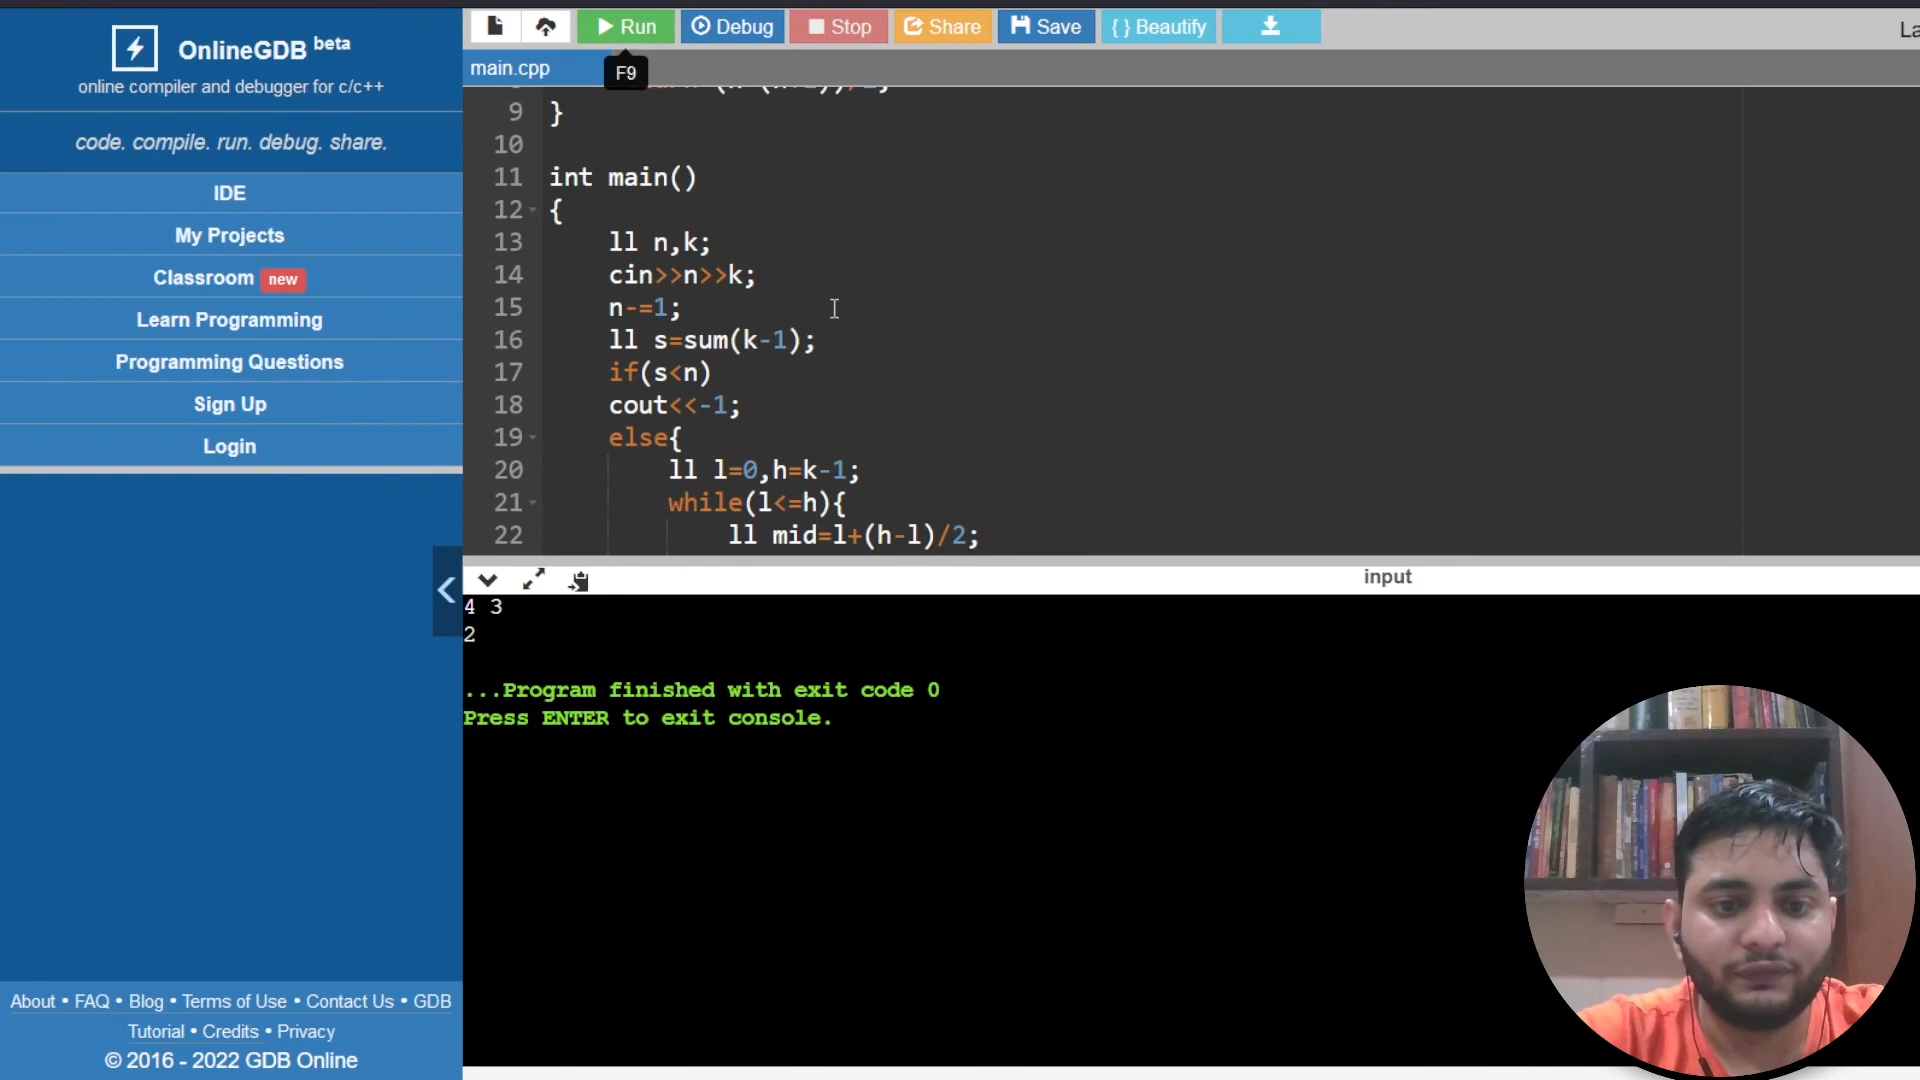 OnlineGDB beta
online compiler and debugger for c/c++
code. compile. run. debug. share.
IDE
My Projects
Classroom new
Learn Programming
Programming Questions
Sign Up
Login
About • FAQ • Blog • Terms of Use • Contact Us • GDB
Tutorial • Credits • Privacy
© 2016 - 2022 GDB Online
Run Debug Stop Share Save { } Beautify
La
main.cpp
F9
9 }
10
11 int main()
12 {
13 ll n,k;
14 cin>>n>>k;
15 n-=1;
16 ll s=sum(k-1);
17 if(s<n)
18 cout<<-1;
19 else{
20 ll l=0,h=k-1;
21 while(l<=h){
22 ll mid=l+(h-l)/2;
input
4 3
2
...Program finished with exit code 0
Press ENTER to exit console.